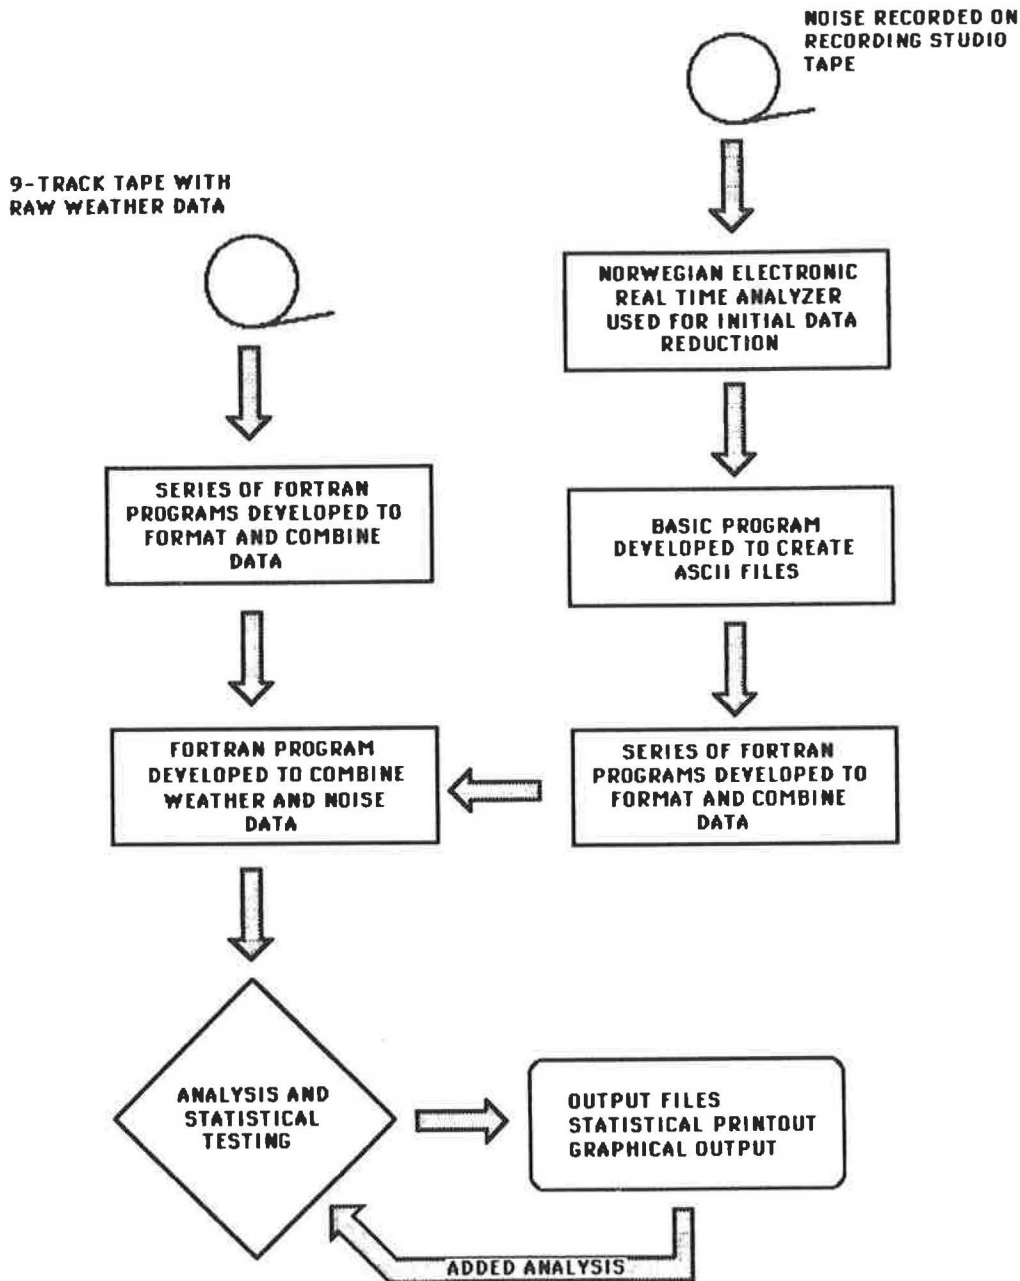 NOISE RECORDED ON
RECORDING STUDIO
TAPE
9-TRACK TAPE WITH
RAW WEATHER DATA
NORWEGIAN ELECTRONIC
REAL TIME ANALYZER
USED FOR INITIAL DATA
REDUCTION
SERIES OF FORTRAN
PROGRAMS DEVELOPED TO
FORMAT AND COMBINE
DATA
BASIC PROGRAM
DEVELOPED TO CREATE
ASCII FILES
FORTRAN PROGRAM
DEVELOPED TO COMBINE
WEATHER AND NOISE
DATA
SERIES OF FORTRAN
PROGRAMS DEVELOPED TO
FORMAT AND COMBINE
DATA
ANALYSIS AND
STATISTICAL
TESTING
OUTPUT FILES
STATISTICAL PRINTOUT
GRAPHICAL OUTPUT
ADDED ANALYSIS